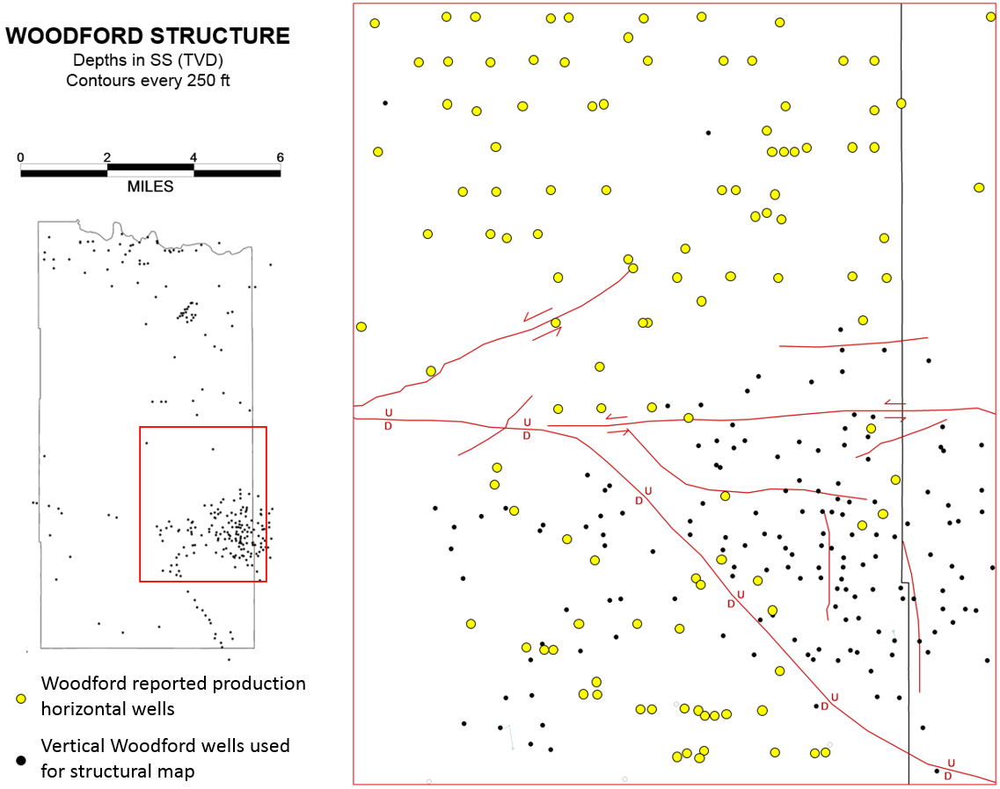 WOODFORD STRUCTURE
Depths in SS (TVD)
Contours every 250 ft
0 2 4 6
MILES
U
D
U
D
U
D
U
D
U
D
U
D
Woodford reported production
horizontal wells
Vertical Woodford wells used
for structural map